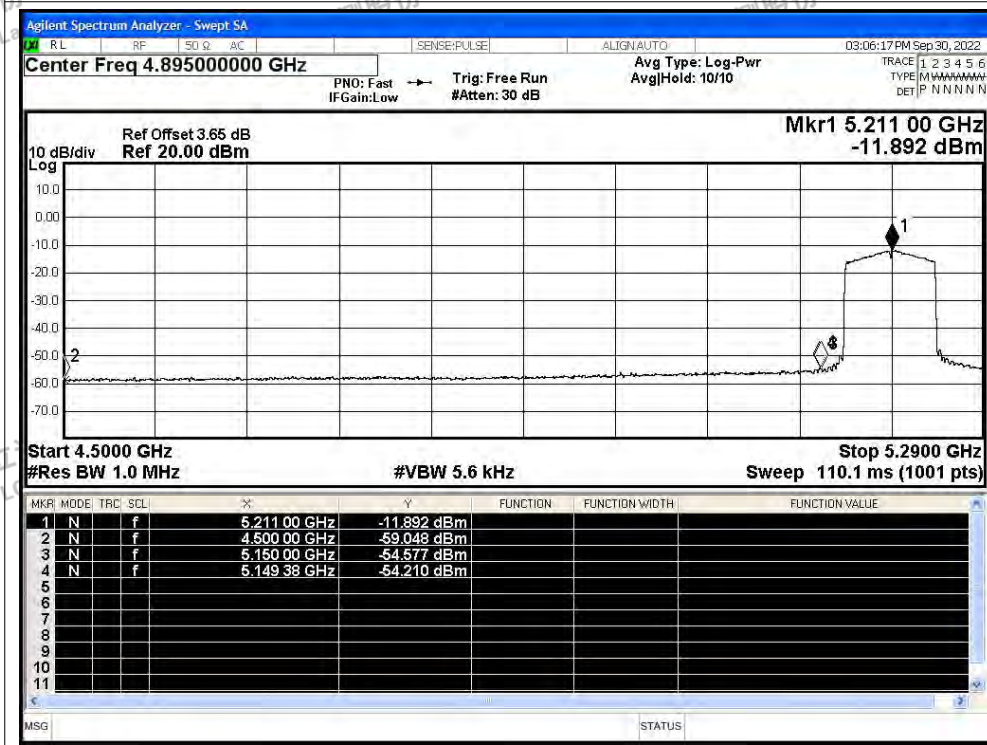 Agilent Spectrum Analyzer - Swept SA
RL RF 50 Ω AC SENSE:PULSE ALIGN AUTO 03:06:17 PM Sep 30, 2022
Center Freq 4.895000000 GHz Avg Type: Log-Pwr TRACE 1 2 3 4 5 6
PNO: Fast Trig: Free Run Avg|Hold: 10/10 TYPE M
IFGain:Low #Atten: 30 dB DET P N N N N N
Mkr1 5.211 00 GHz
Ref Offset 3.65 dB
10 dB/div Ref 20.00 dBm -11.892 dBm
Log
10.0
0.00
1
-10.0
-20.0
-30.0
-40.0
-50.0
2
-60.0
-70.0
Start 4.5000 GHz Stop 5.2900 GHz
#Res BW 1.0 MHz #VBW 5.6 kHz Sweep 110.1 ms (1001 pts)
MKR MODE TRC SCL X Y FUNCTION FUNCTION WIDTH FUNCTION VALUE
1 N f 5.211 00 GHz -11.892 dBm
2 N f 4.500 00 GHz -59.048 dBm
3 N f 5.150 00 GHz -54.577 dBm
4 N f 5.149 38 GHz -54.210 dBm
5
6
7
8
9
10
11
MSG STATUS